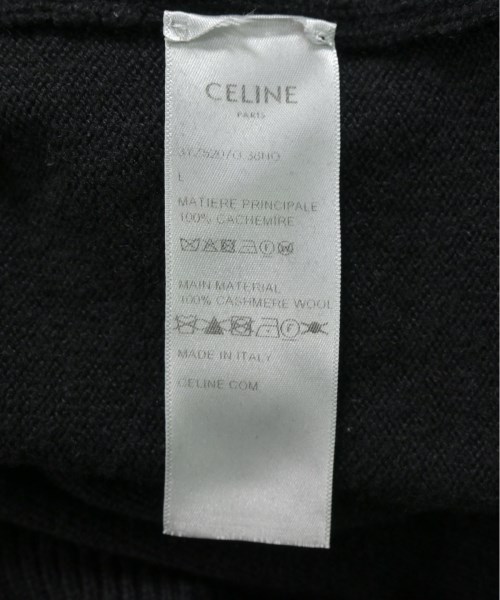 CELINE
PARIS
L
MATIERE PRINCIPALE
100% CACHEMIRE
MAIN MATERIAL
100% CASHMERE WOOL
MADE IN ITALY
CELINE.COM